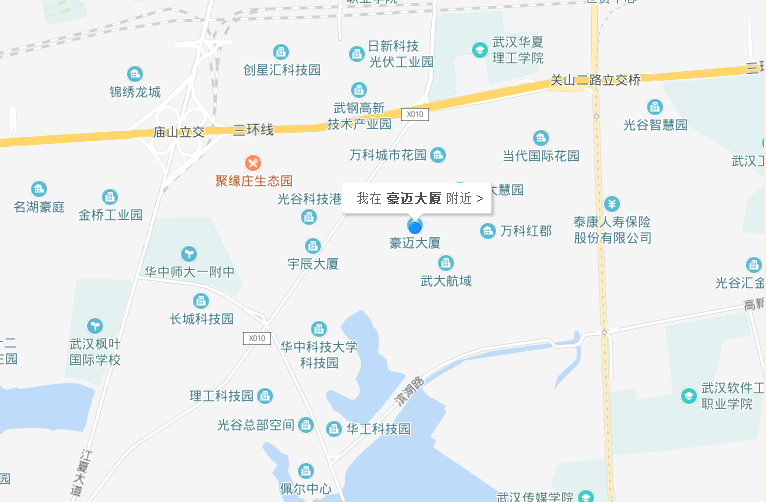 日新科技
光伏工业园
武汉华夏
理工学院
创星汇科技园
锦绣龙城
关山二路立交桥
三环
武钢高新
技术产业园
X010
光谷智慧园
庙山立交
三环线
万科城市花园
当代国际花园
武汉工
聚缘庄生态园
名湖豪庭
金桥工业园
光谷科技港
我在 豪迈大厦 附近 >
大慧园
泰康人寿保险
股份有限公司
豪迈大厦
万科红郡
宇辰大厦
华中师大一附中
武大航域
光谷汇金
长城科技园
高新
武汉枫叶
国际学校
X010
华中科技大学
科技园
十二
庄园
滨湖路
理工科技园
武汉软件工
职业学院
光谷总部空间
华工科技园
江夏大道
佩尔中心
园
武汉传媒学院